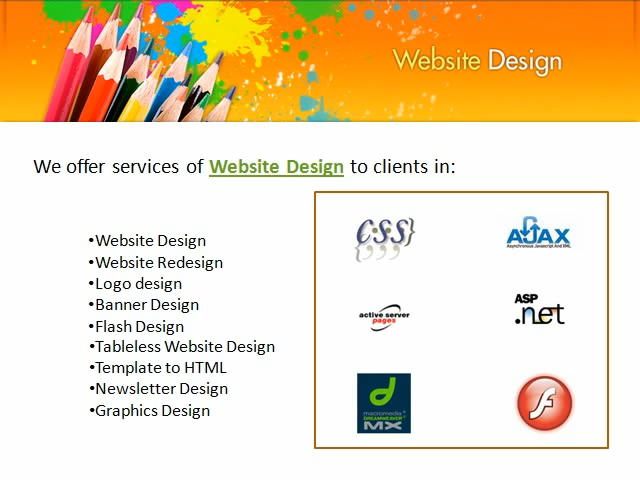 Website Design
We offer services of Website Design to clients in:
•Website Design
•Website Redesign
•Logo design
•Banner Design
•Flash Design
•Tableless Website Design
•Template to HTML
•Newsletter Design
•Graphics Design
CSS}
{;;;}
AJAX
Asynchronous Javascript And XML
active server
pages
ASP
.net
macromedia
DREAMWEAVER
MX
f